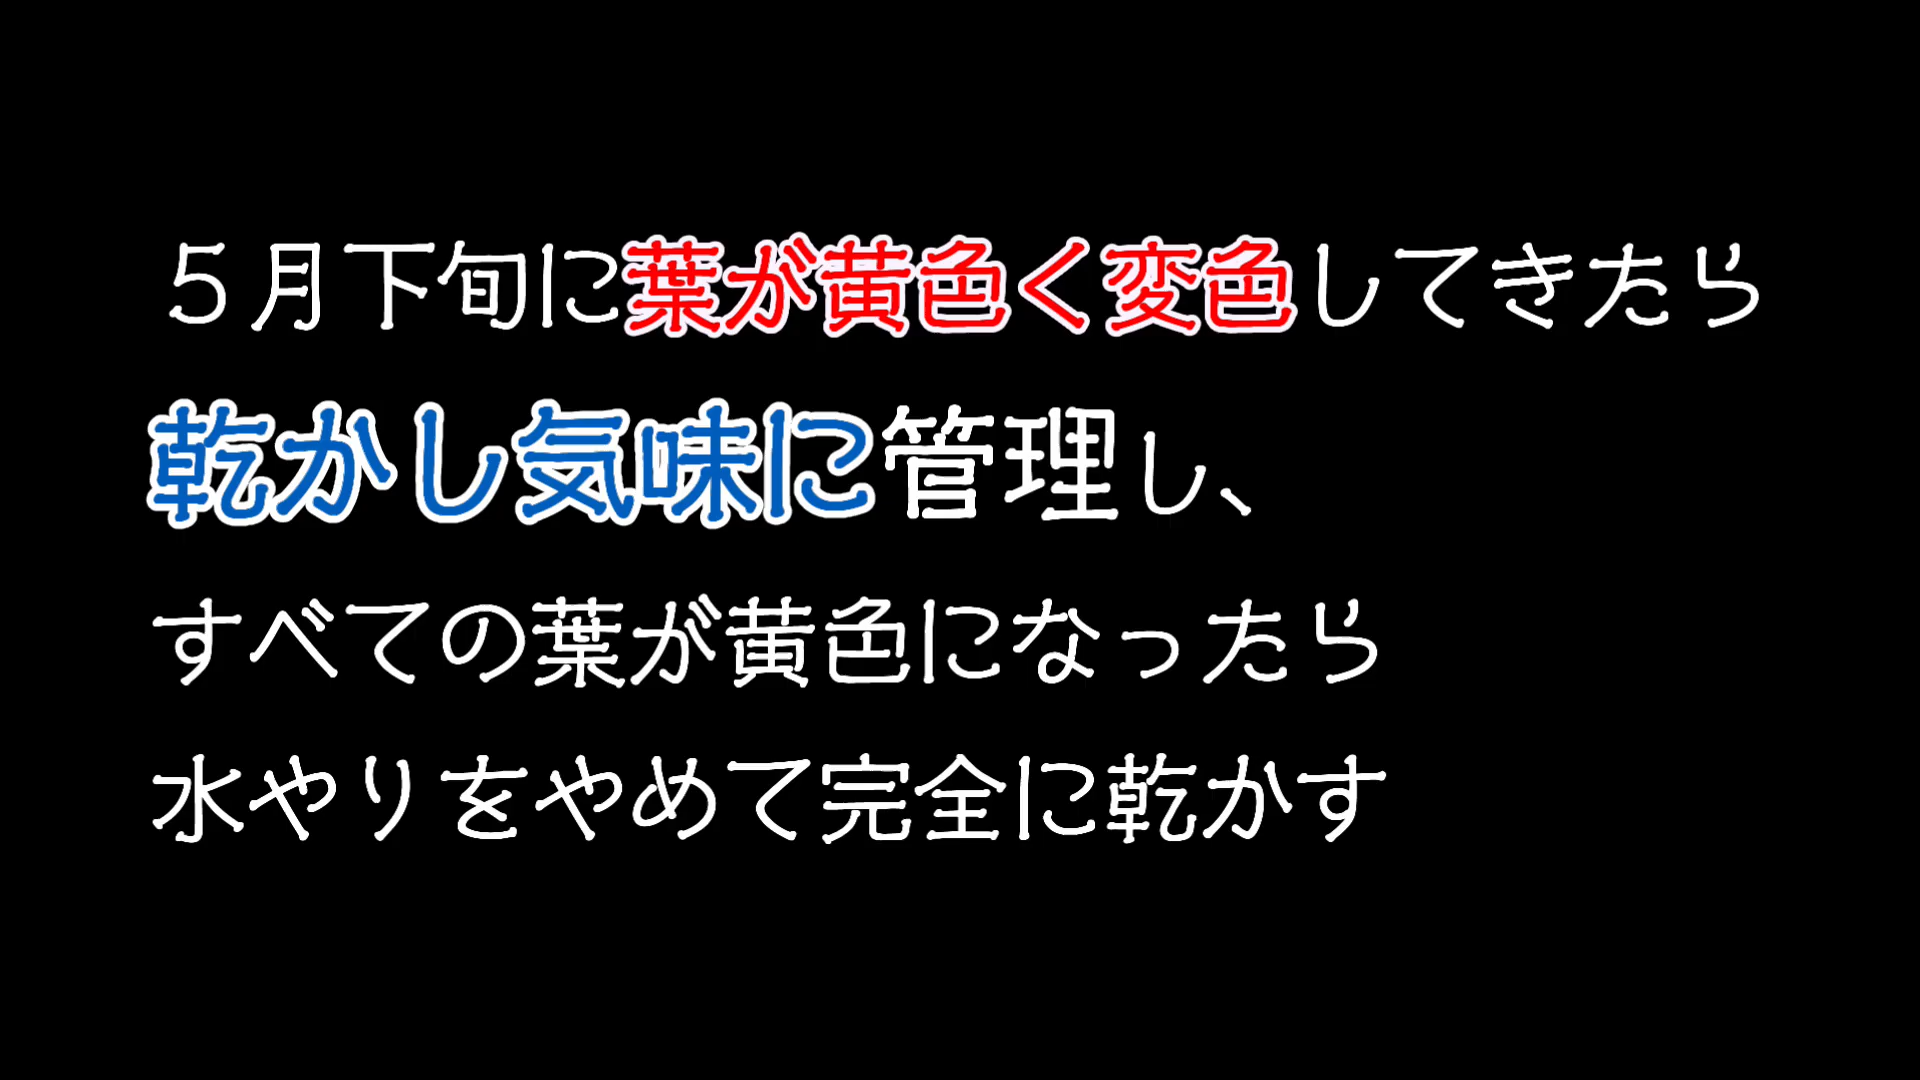 ５月下旬に葉が黄色く変色してきたら
乾かし気味に管理し、
すべての葉が黄色になったら
水やりをやめて完全に乾かす